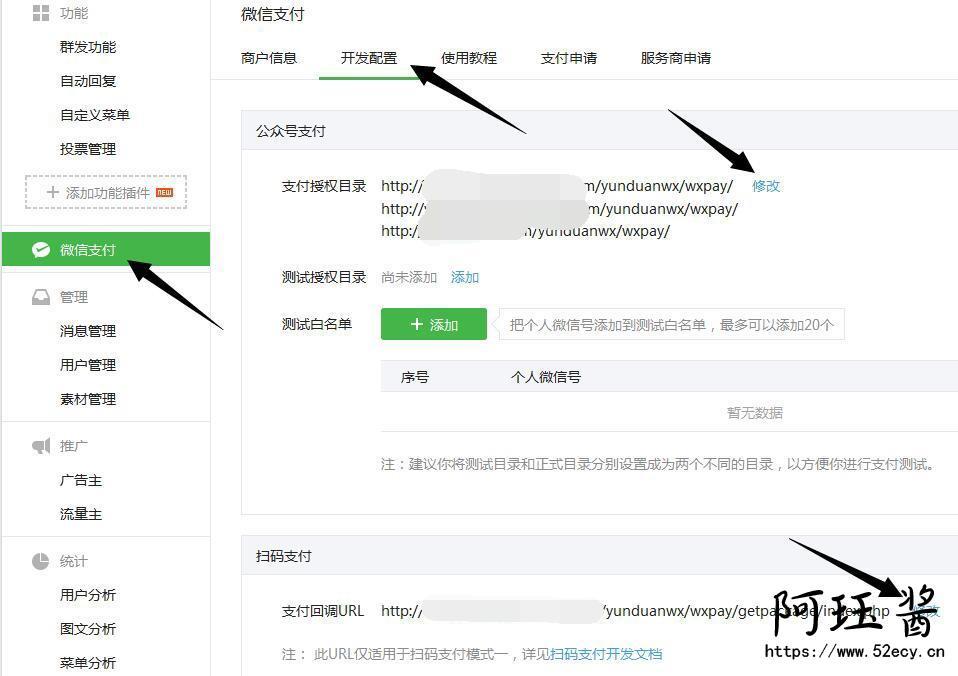 功能
群发功能
自动回复
自定义菜单
投票管理
添加功能插件 NEW
微信支付
管理
消息管理
用户管理
素材管理
推广
广告主
流量主
统计
用户分析
图文分析
菜单分析
微信支付
商户信息 开发配置 使用教程 支付申请 服务商申请
公众号支付
支付授权目录 http:// m/yunduanwx/wxpay/ 修改
http:// m/yunduanwx/wxpay/
http:/ n/yunduanwx/wxpay/
测试授权目录 尚未添加 添加
测试白名单 + 添加 把个人微信号添加到测试白名单，最多可以添加20个
序号 个人微信号
暂无数据
注：建议你将测试目录和正式目录分别设置成为两个不同的目录，以方便你进行支付测试。
扫码支付
支付回调URL http:/ /yunduanwx/wxpay/getpackage/index.php 修改
注： 此URL仅适用于扫码支付模式一，详见扫码支付开发文档
阿珏酱
https://www.52ecy.cn